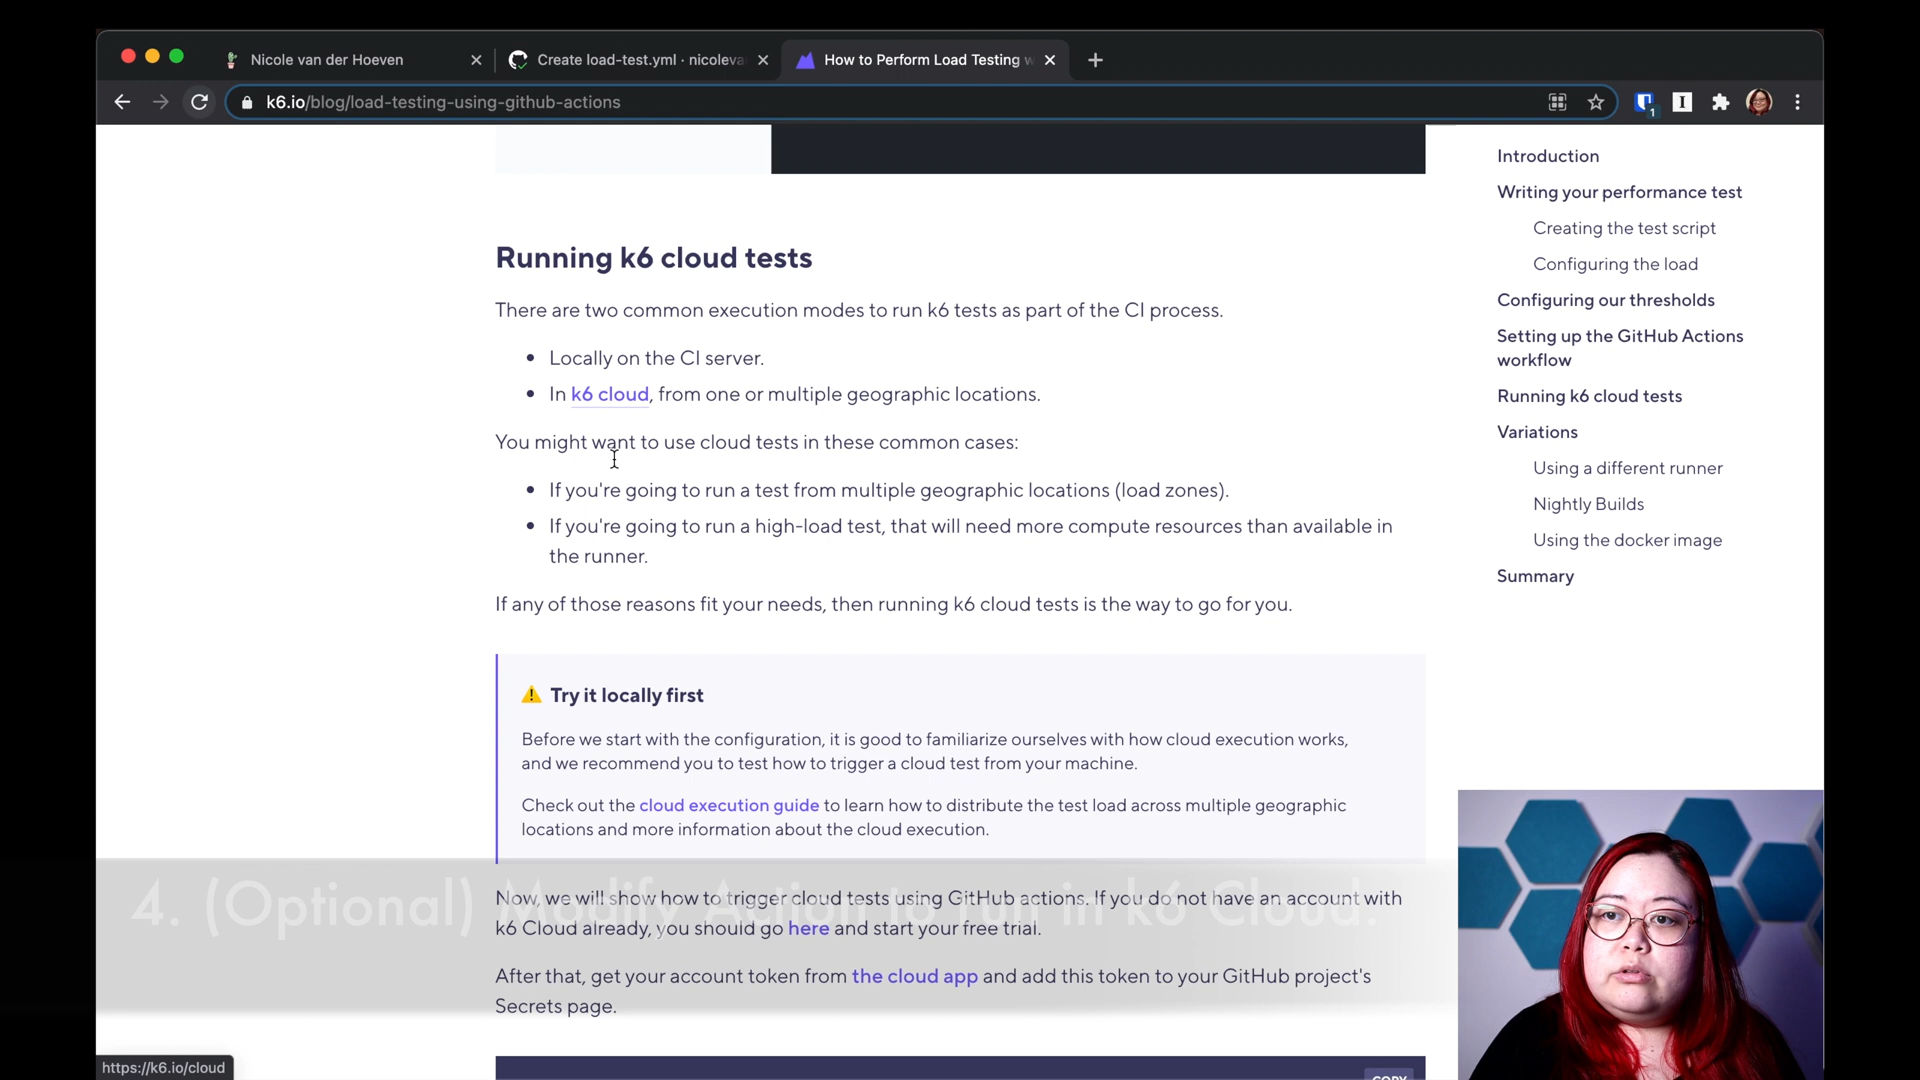 Nicole van der Hoeven
Create load-test.yml · nicoleva
How to Perform Load Testing w
k6.io/blog/load-testing-using-github-actions
1
Running k6 cloud tests
There are two common execution modes to run k6 tests as part of the CI process.
• Locally on the CI server.
• In k6 cloud, from one or multiple geographic locations.
You might want to use cloud tests in these common cases:
• If you're going to run a test from multiple geographic locations (load zones).
• If you're going to run a high-load test, that will need more compute resources than available in
the runner.
If any of those reasons fit your needs, then running k6 cloud tests is the way to go for you.
⚠ Try it locally first
Before we start with the configuration, it is good to familiarize ourselves with how cloud execution works,
and we recommend you to test how to trigger a cloud test from your machine.
Check out the cloud execution guide to learn how to distribute the test load across multiple geographic
locations and more information about the cloud execution.
4. (Optional) Modify Action to run in k6 Cloud.
Now, we will show how to trigger cloud tests using GitHub actions. If you do not have an account with
k6 Cloud already, you should go here and start your free trial.
After that, get your account token from the cloud app and add this token to your GitHub project's
Secrets page.
COPY
Introduction
Writing your performance test
Creating the test script
Configuring the load
Configuring our thresholds
Setting up the GitHub Actions
workflow
Running k6 cloud tests
Variations
Using a different runner
Nightly Builds
Using the docker image
Summary
https://k6.io/cloud